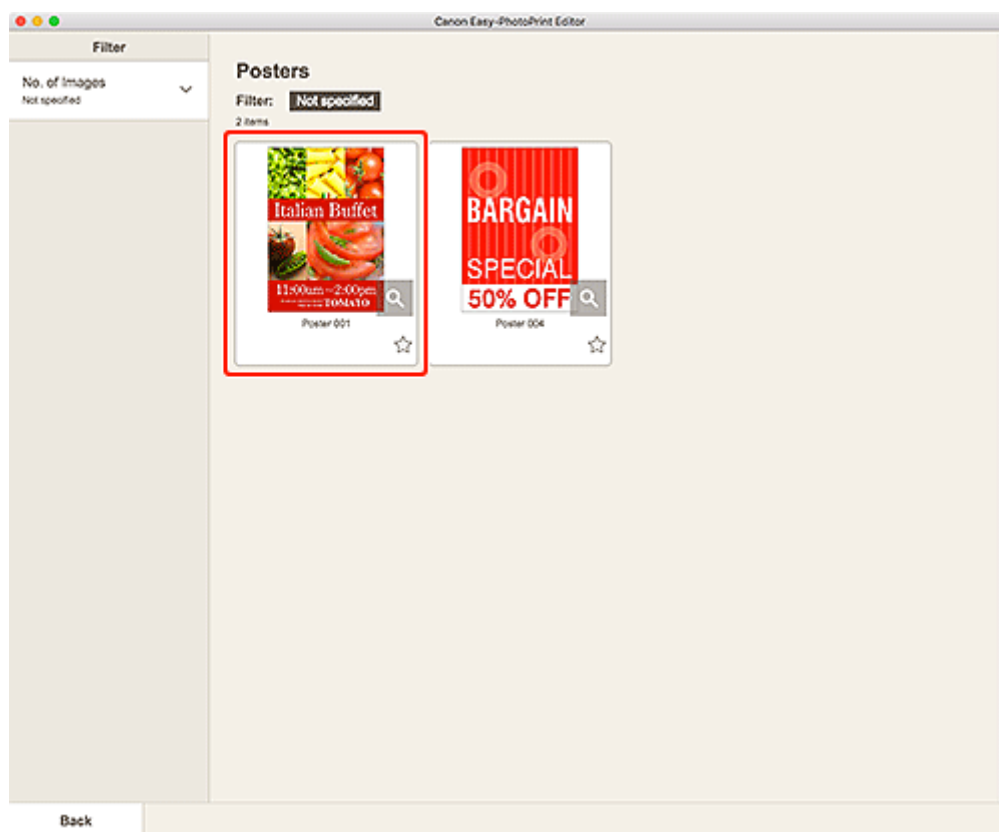 Canon Easy-PhotoPrint Editor
Filter
No. of Images
Not specified
Posters
Filter: Not specified
2 items
Italian Buffet
11:00am~2:00pm
TOMATO
Poster 001
BARGAIN
SPECIAL
50% OFF
Poster 004
Back